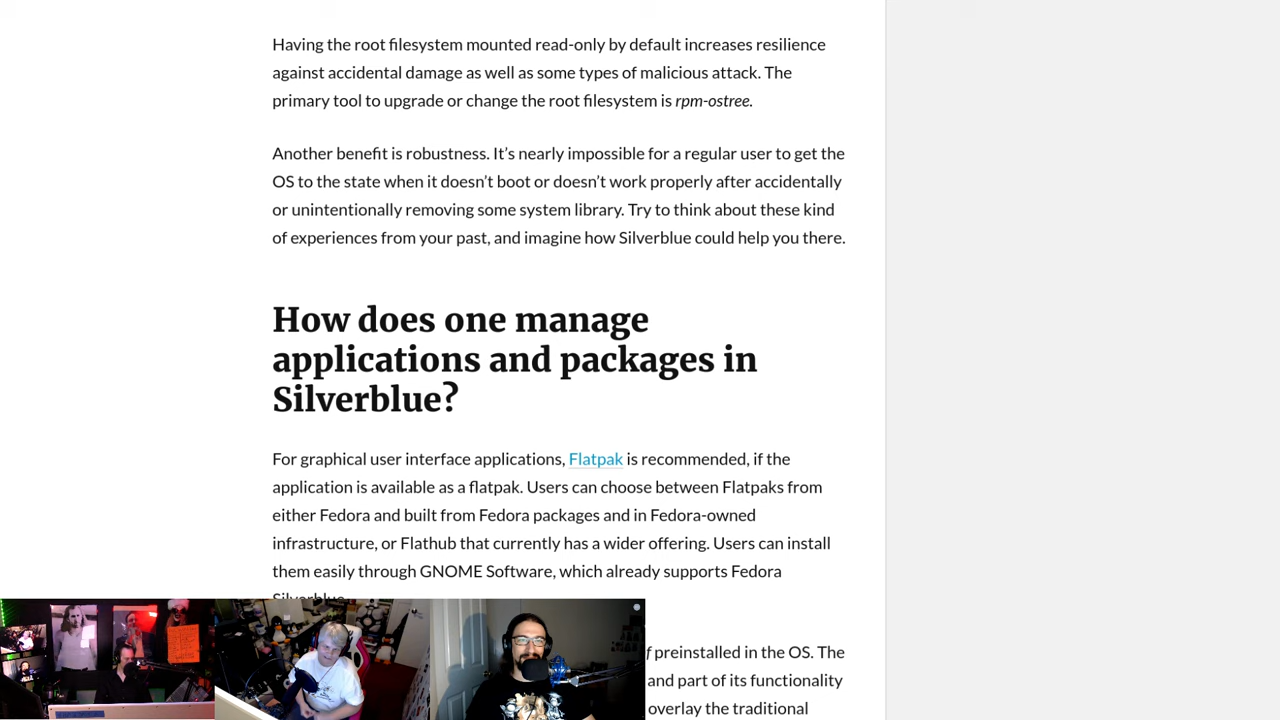 Having the root filesystem mounted read-only by default increases resilience
against accidental damage as well as some types of malicious attack. The
primary tool to upgrade or change the root filesystem is rpm-ostree.
Another benefit is robustness. It’s nearly impossible for a regular user to get the
OS to the state when it doesn’t boot or doesn’t work properly after accidentally
or unintentionally removing some system library. Try to think about these kind
of experiences from your past, and imagine how Silverblue could help you there.
How does one manage
applications and packages in
Silverblue?
For graphical user interface applications, Flatpak is recommended, if the
application is available as a flatpak. Users can choose between Flatpaks from
either Fedora and built from Fedora packages and in Fedora-owned
infrastructure, or Flathub that currently has a wider offering. Users can install
them easily through GNOME Software, which already supports Fedora
Silverblue.
preinstalled in the OS. The
and part of its functionality
overlay the traditional